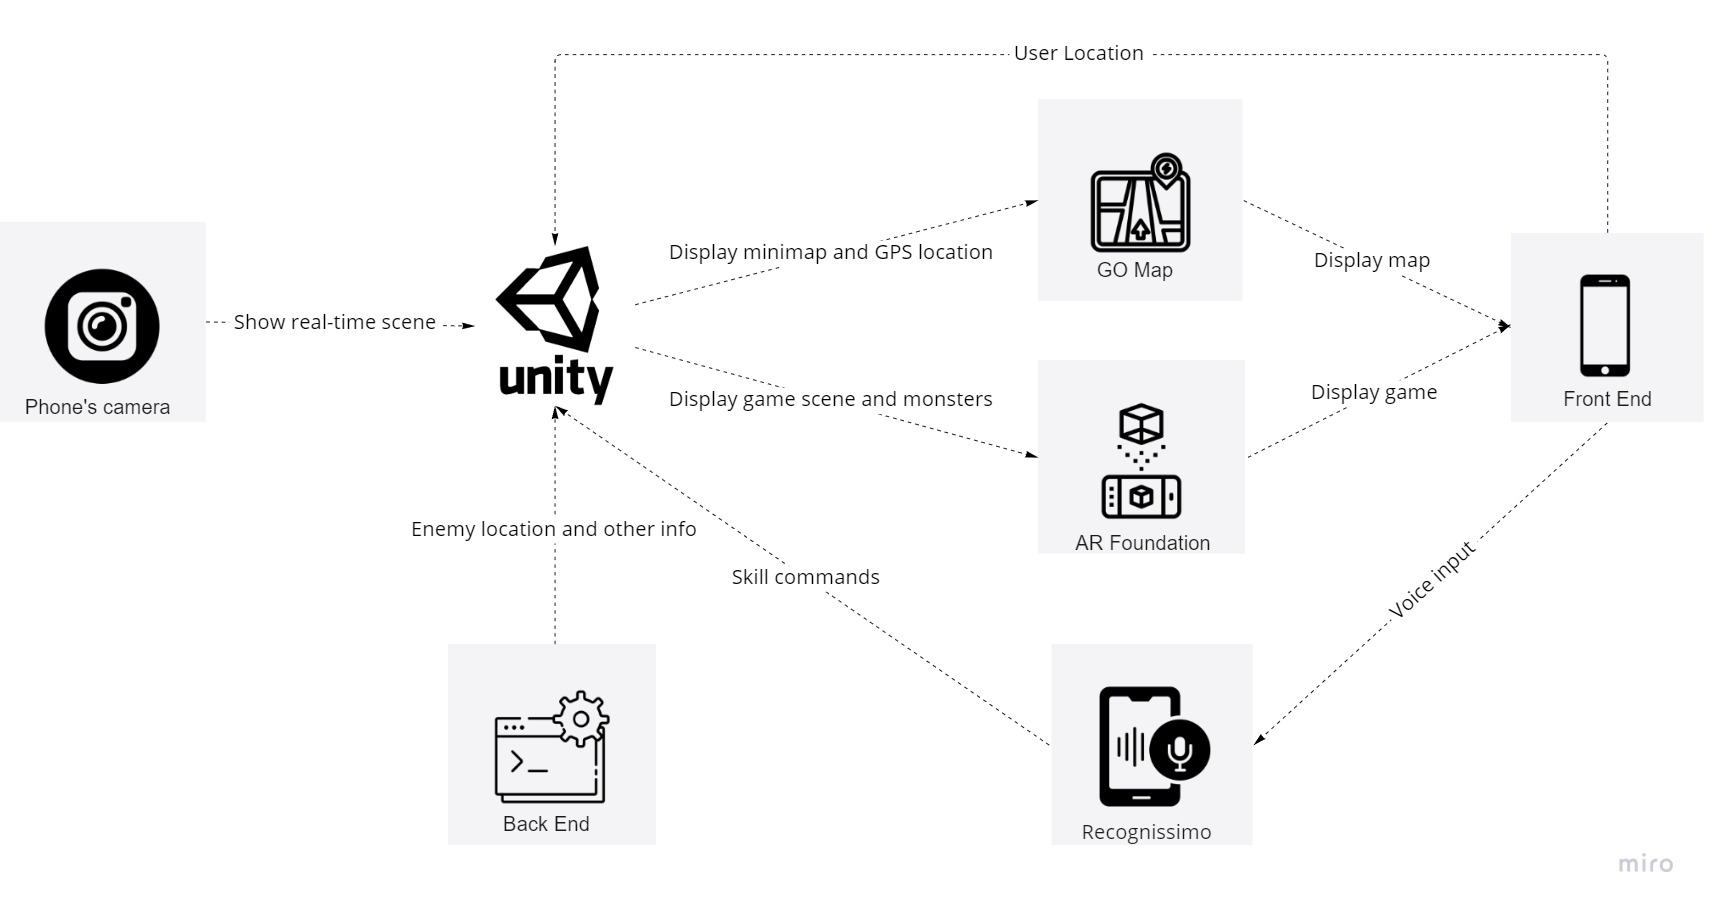 User Location
Display minimap and GPS location
GO Map
Display map
Show real-time scene
Phone's camera
unity
Display game scene and monsters
Display game
Front End
AR Foundation
Enemy location and other info
Skill commands
Voice input
Back End
Recognissimo
miro